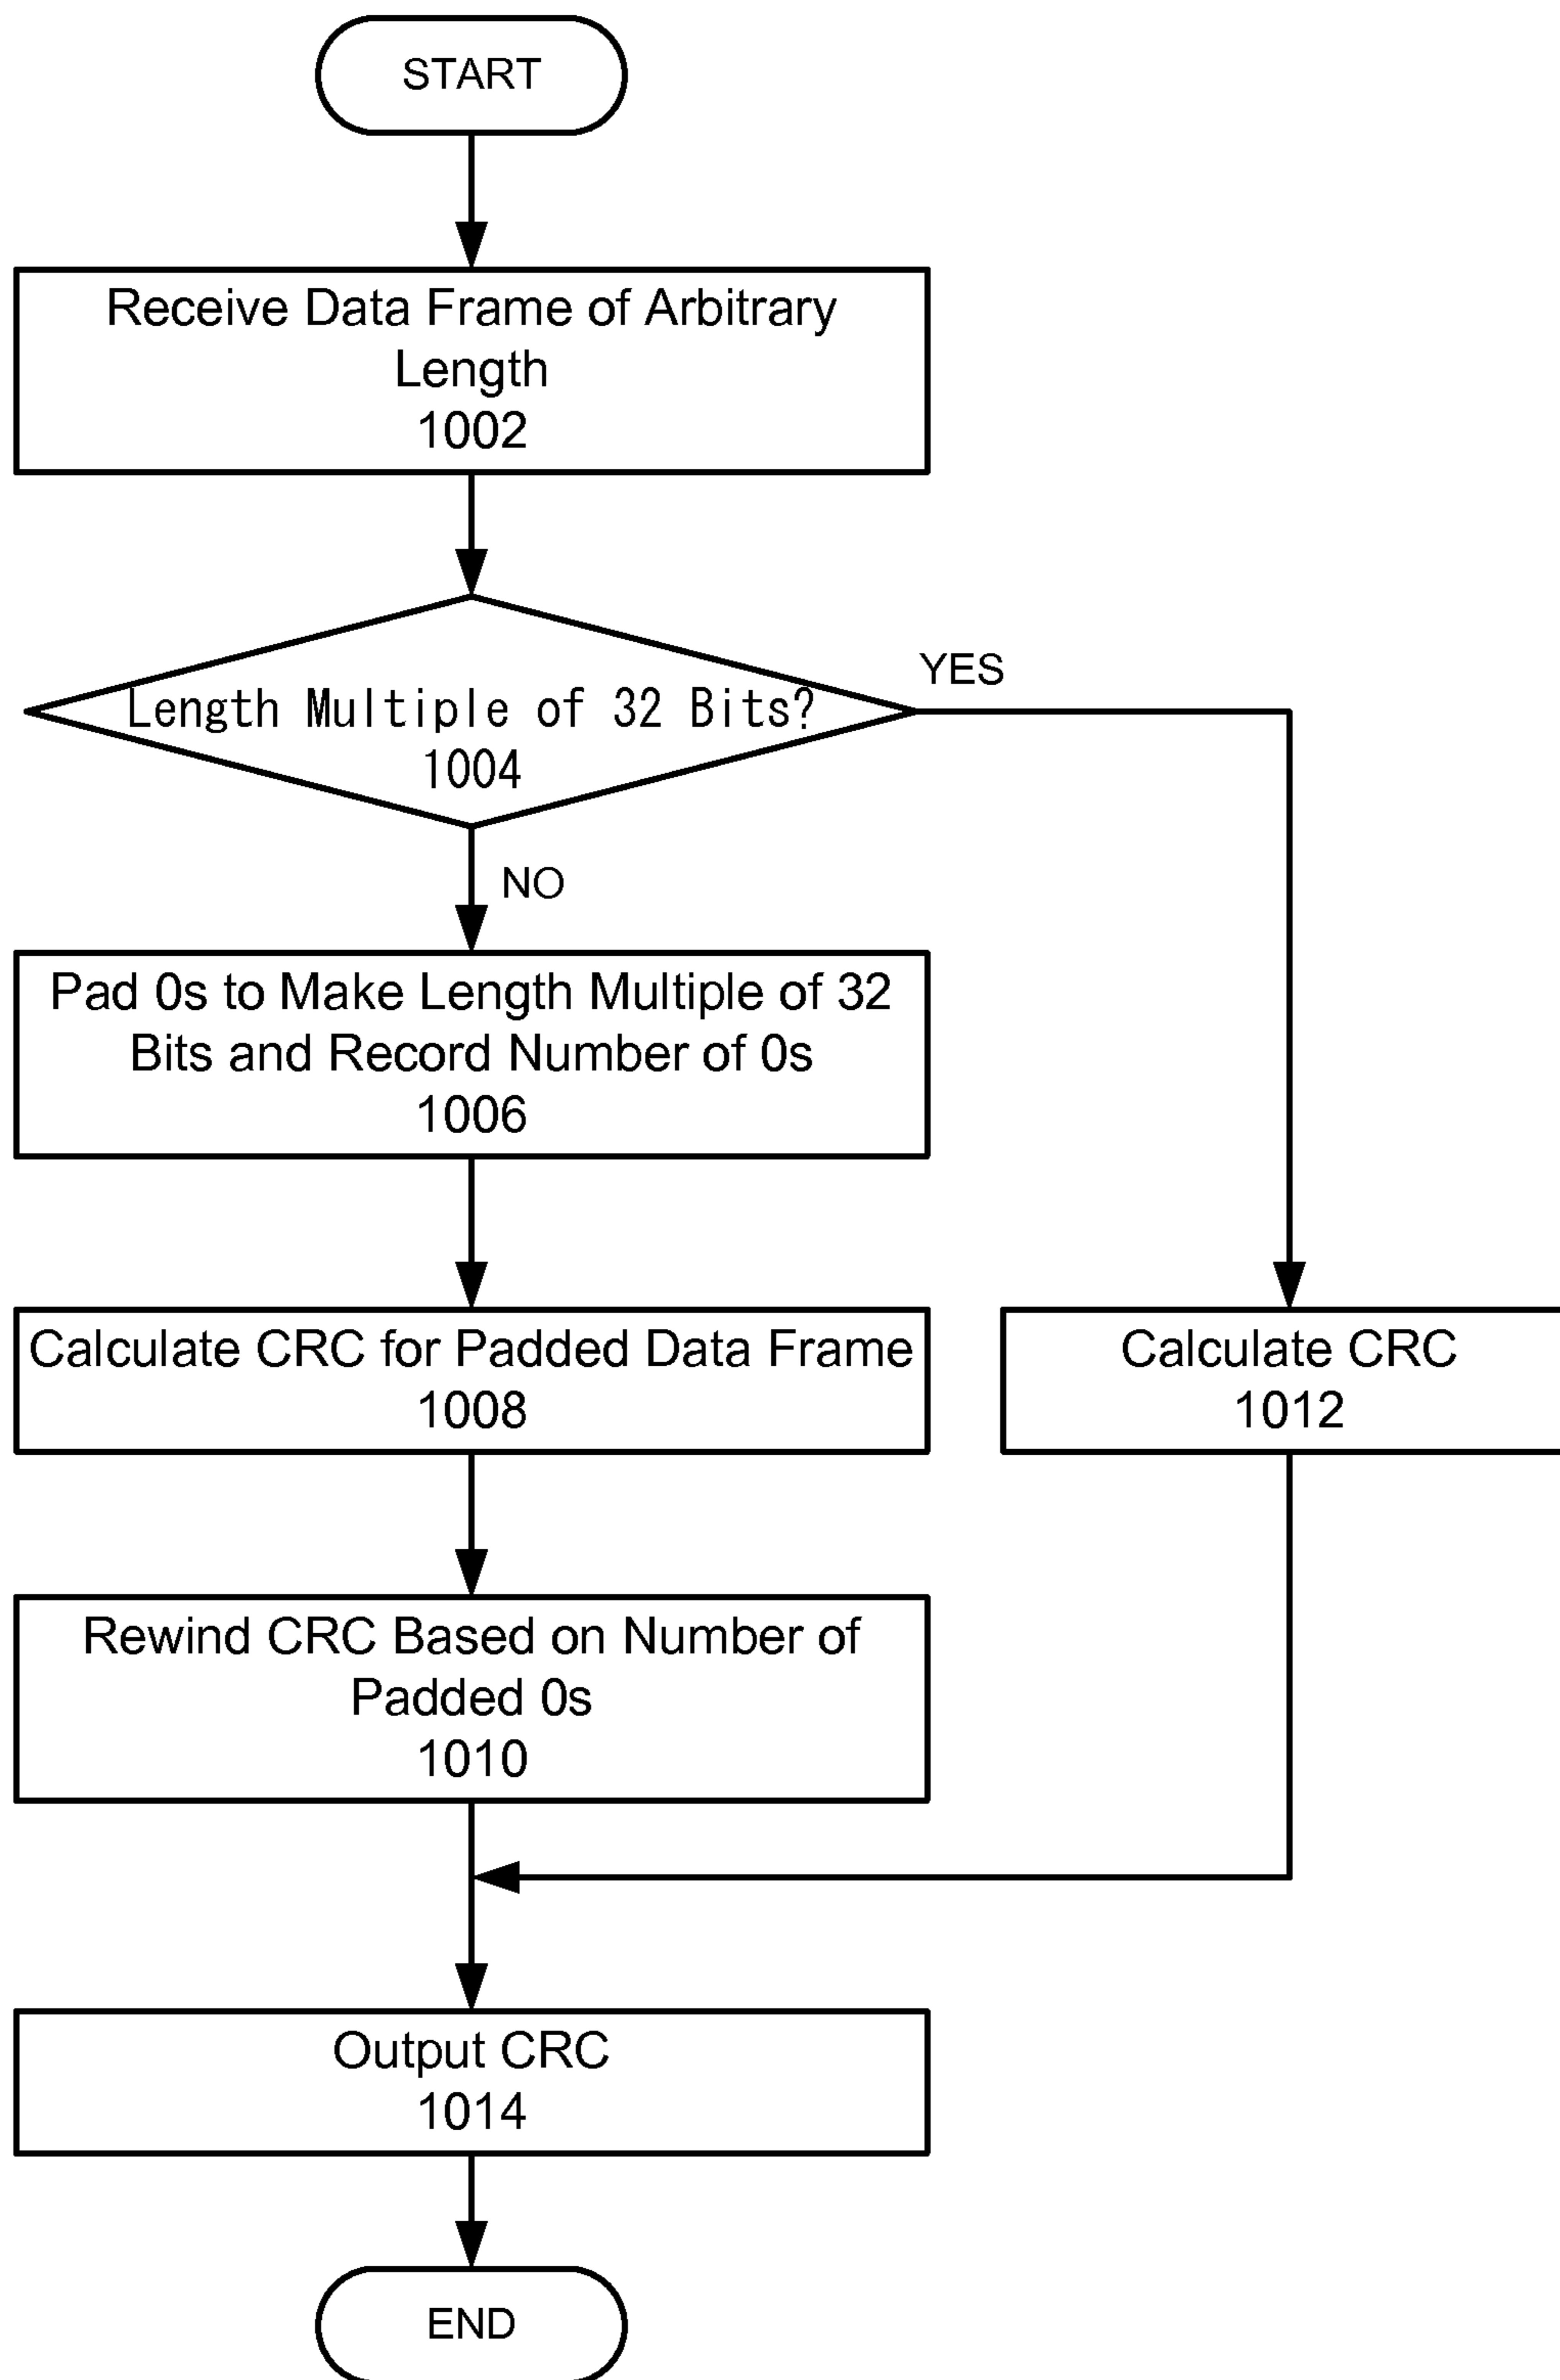 START
Receive Data Frame of Arbitrary
Length
1002
Length Multiple of 32 Bits?
1004
YES
NO
Pad 0s to Make Length Multiple of 32
Bits and Record Number of 0s
1006
Calculate CRC for Padded Data Frame
1008
Calculate CRC
1012
Rewind CRC Based on Number of
Padded 0s
1010
Output CRC
1014
END